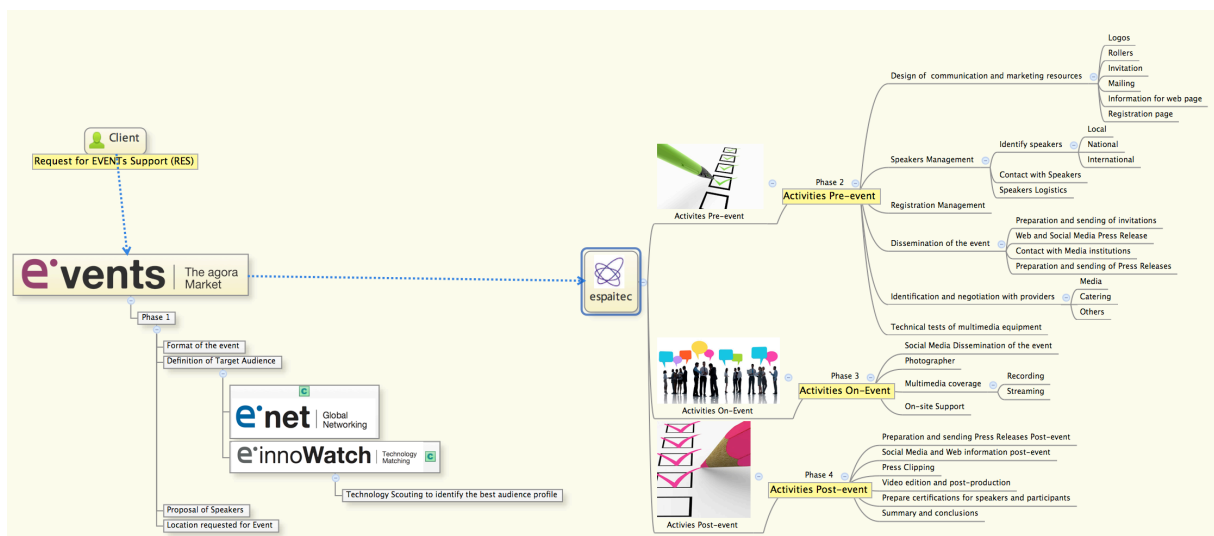 Client
Request for EVENTs Support (RES)
e·vents
The agora
Market
Phase 1
Format of the event
Definition of Target Audience
C
e·net
Global
Networking
e·innoWatch
Technology
Matching
C
Technology Scouting to identify the best audience profile
Proposal of Speakers
Location requested for Event
espaitec
Activites Pre-event
Phase 2
Activities Pre-event
Design of communication and marketing resources
Logos
Rollers
Invitation
Mailing
Information for web page
Registration page
Speakers Management
Identify speakers
Local
National
International
Contact with Speakers
Speakers Logistics
Registration Management
Dissemination of the event
Preparation and sending of invitations
Web and Social Media Press Release
Contact with Media institutions
Preparation and sending of Press Releases
Identification and negotiation with providers
Media
Catering
Others
Technical tests of multimedia equipment
Activities On-Event
Phase 3
Activities On-Event
Social Media Dissemination of the event
Photographer
Multimedia coverage
Recording
Streaming
On-site Support
Activies Post-event
Phase 4
Activities Post-event
Preparation and sending Press Releases Post-event
Social Media and Web information post-event
Press Clipping
Video edition and post-production
Prepare certifications for speakers and participants
Summary and conclusions